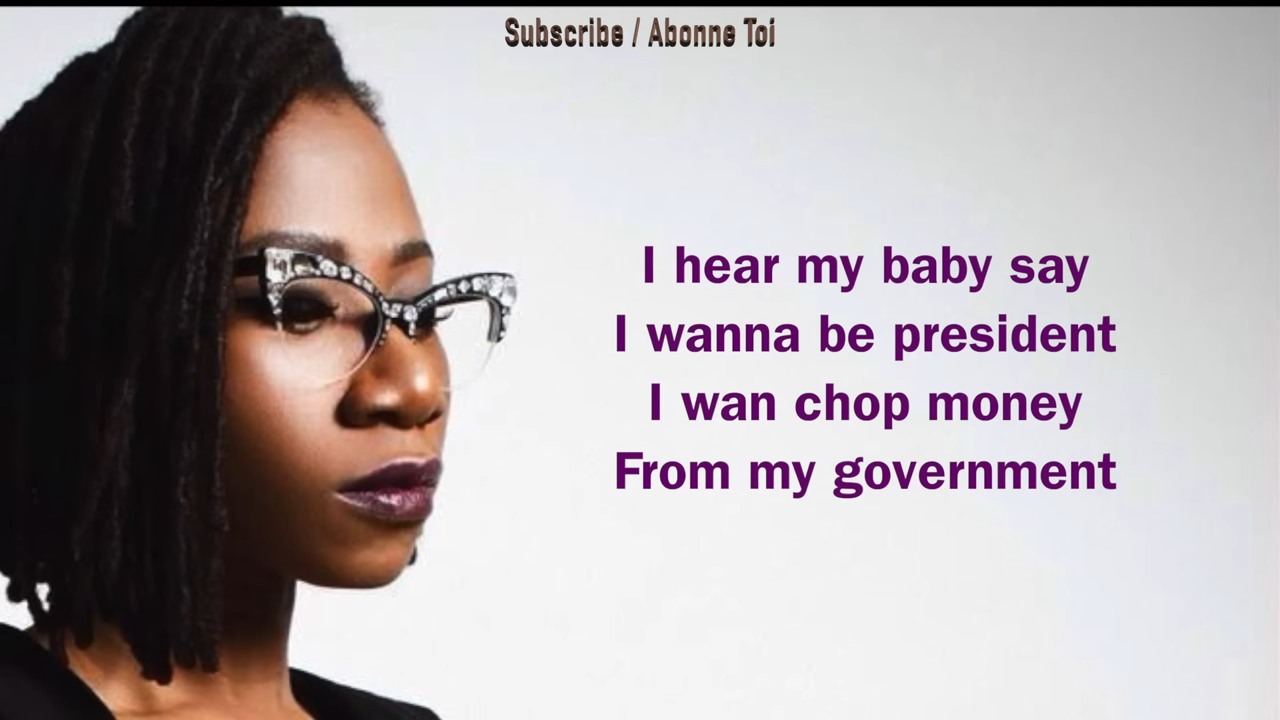 Subscribe / Abonne Toi
I hear my baby say
I wanna be president
I wan chop money
From my government